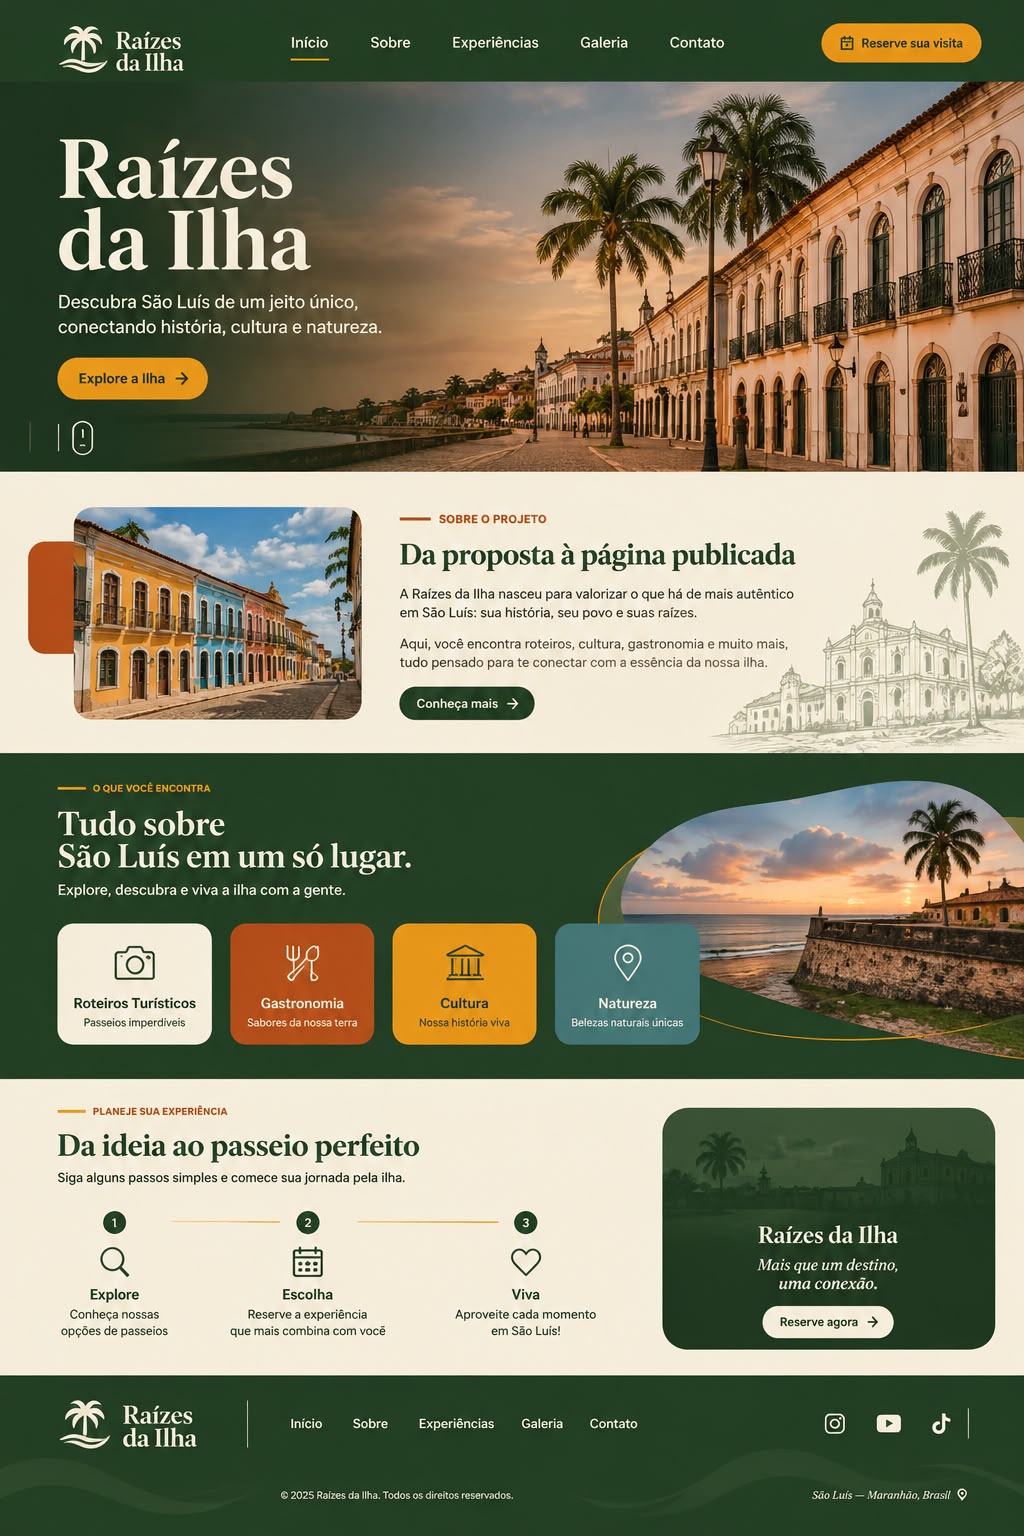 Raízes
da Ilha
Início
Sobre
Experiências
Galeria
Contato
Reserve sua visita
Raízes
da Ilha
Descubra São Luís de um jeito único,
conectando história, cultura e natureza.
Explore a Ilha
SOBRE O PROJETO
Da proposta à página publicada
A Raízes da Ilha nasceu para valorizar o que há de mais autêntico
em São Luís: sua história, seu povo e suas raízes.
Aqui, você encontra roteiros, cultura, gastronomia e muito mais,
tudo pensado para te conectar com a essência da nossa ilha.
Conheça mais
O QUE VOCÊ ENCONTRA
Tudo sobre
São Luís em um só lugar.
Explore, descubra e viva a ilha com a gente.
Roteiros Turísticos
Passeios imperdíveis
Gastronomia
Sabores da nossa terra
Cultura
Nossa história viva
Natureza
Belezas naturais únicas
PLANEJE SUA EXPERIÊNCIA
Da ideia ao passeio perfeito
Siga alguns passos simples e comece sua jornada pela ilha.
1
Explore
Conheça nossas
opções de passeios
2
Escolha
Reserve a experiência
que mais combina com você
3
Viva
Aproveite cada momento
em São Luís!
Raízes da Ilha
Mais que um destino,
uma conexão.
Reserve agora
Raízes
da Ilha
Início
Sobre
Experiências
Galeria
Contato
© 2025 Raízes da Ilha. Todos os direitos reservados.
São Luís — Maranhão, Brasil